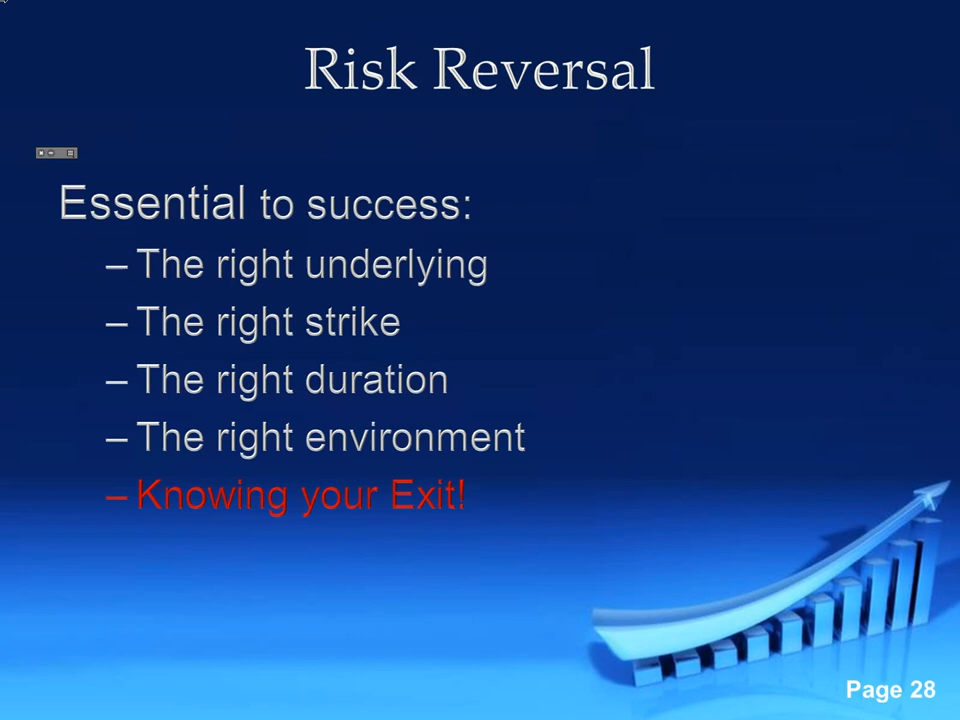 Risk Reversal
Essential to success:
– The right underlying
– The right strike
– The right duration
– The right environment
– Knowing your Exit!
Page 28